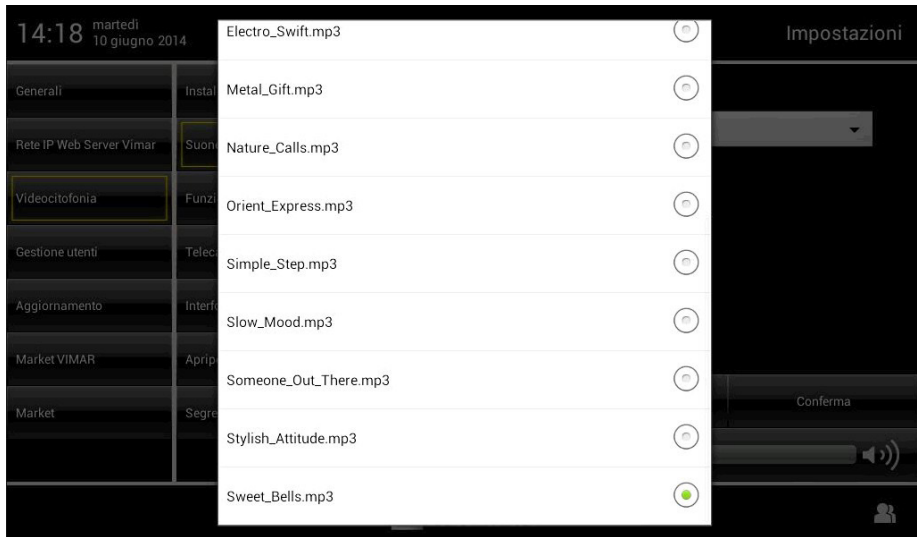 14:18 martedì
10 giugno 2014
Impostazioni
Generali
Rete IP Web Server Vimar
Videocitofonia
Gestione utenti
Aggiornamento
Market VIMAR
Market
Electro_Swift.mp3
Metal_Gift.mp3
Nature_Calls.mp3
Orient_Express.mp3
Simple_Step.mp3
Slow_Mood.mp3
Someone_Out_There.mp3
Stylish_Attitude.mp3
Sweet_Bells.mp3
Conferma